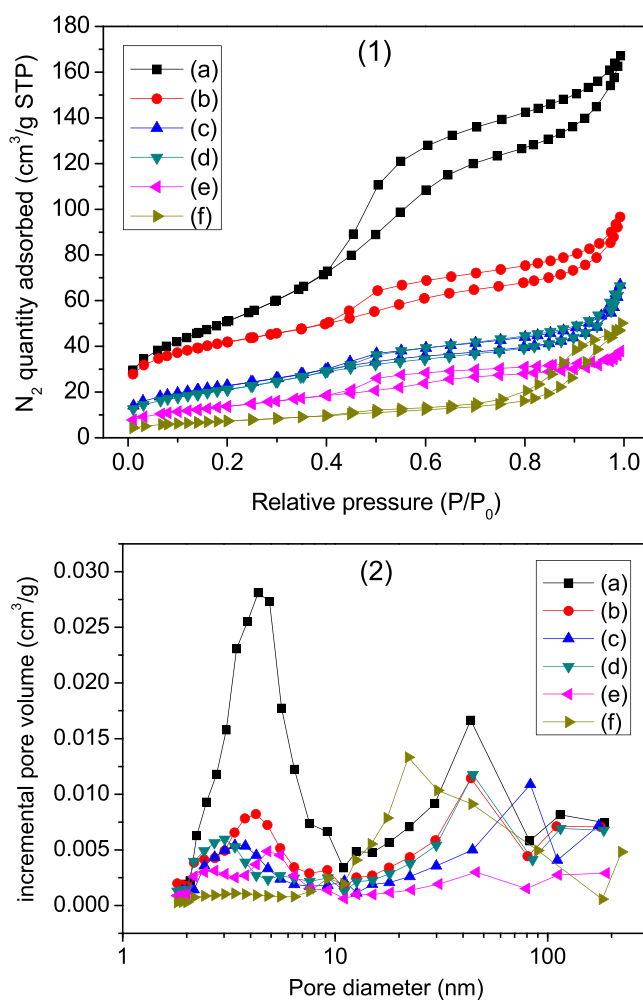 (1)
180
160
140
120
100
80
60
40
20
0
N₂ quantity adsorbed (cm³/g STP)
(a)
(b)
(c)
(d)
(e)
(f)
0.0 0.2 0.4 0.6 0.8 1.0
Relative pressure (P/P₀)
(2)
0.030
0.025
0.020
0.015
0.010
0.005
0.000
incremental pore volume (cm³/g)
(a)
(b)
(c)
(d)
(e)
(f)
1 10 100
Pore diameter (nm)